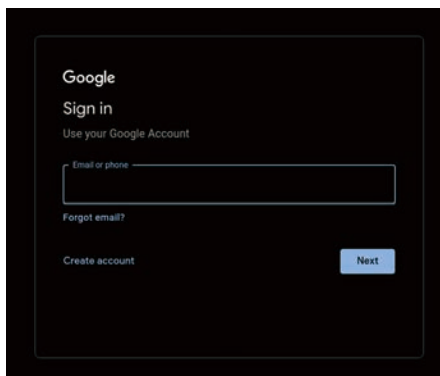 Google
Sign in
Use your Google Account
Email or phone
Forgot email?
Create account
Next